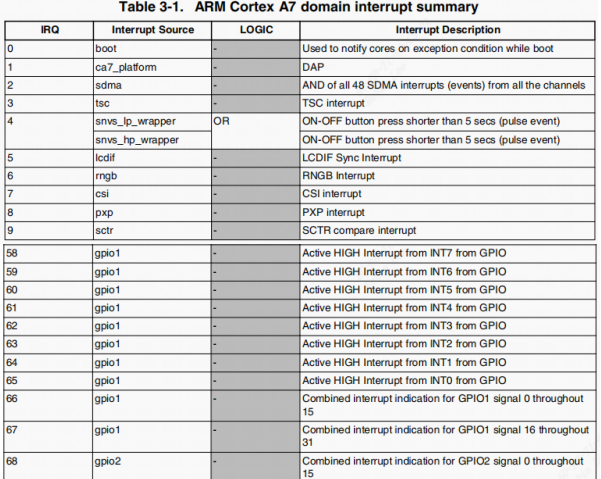 Table 3-1. ARM Cortex A7 domain interrupt summary
IRQ Interrupt Source LOGIC Interrupt Description
0 boot - Used to notify cores on exception condition while boot
1 ca7_platform - DAP
2 sdma - AND of all 48 SDMA interrupts (events) from all the channels
3 tsc - TSC interrupt
4 snvs_lp_wrapper OR ON-OFF button press shorter than 5 secs (pulse event)
snvs_hp_wrapper ON-OFF button press shorter than 5 secs (pulse event)
5 lcdif - LCDIF Sync Interrupt
6 rngb - RNGB Interrupt
7 csi - CSI interrupt
8 pxp - PXP interrupt
9 sctr - SCTR compare interrupt
58 gpio1 - Active HIGH Interrupt from INT7 from GPIO
59 gpio1 - Active HIGH Interrupt from INT6 from GPIO
60 gpio1 - Active HIGH Interrupt from INT5 from GPIO
61 gpio1 - Active HIGH Interrupt from INT4 from GPIO
62 gpio1 - Active HIGH Interrupt from INT3 from GPIO
63 gpio1 - Active HIGH Interrupt from INT2 from GPIO
64 gpio1 - Active HIGH Interrupt from INT1 from GPIO
65 gpio1 - Active HIGH Interrupt from INT0 from GPIO
66 gpio1 - Combined interrupt indication for GPIO1 signal 0 throughout
15
67 gpio1 - Combined interrupt indication for GPIO1 signal 16 throughout
31
68 gpio2 - Combined interrupt indication for GPIO2 signal 0 throughout
15